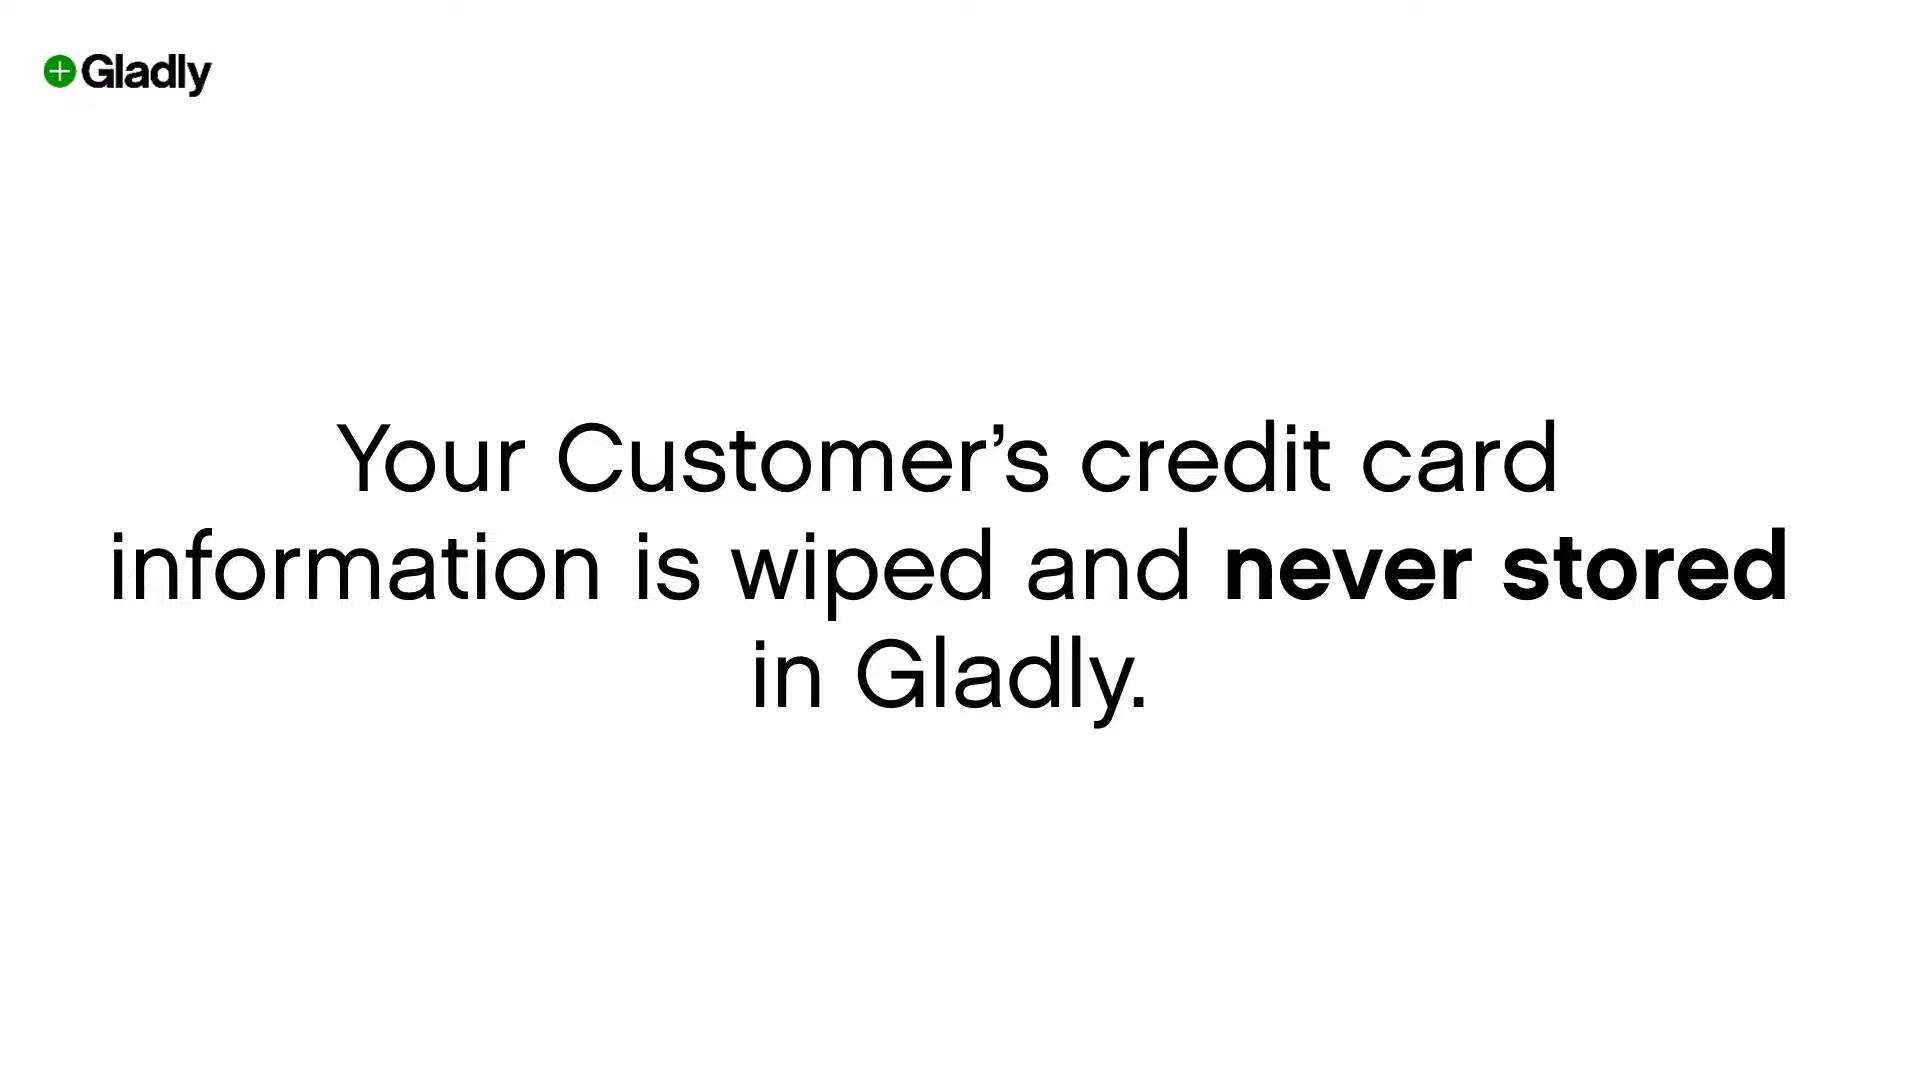 Gladly
Your Customer’s credit card
information is wiped and never stored
in Gladly.